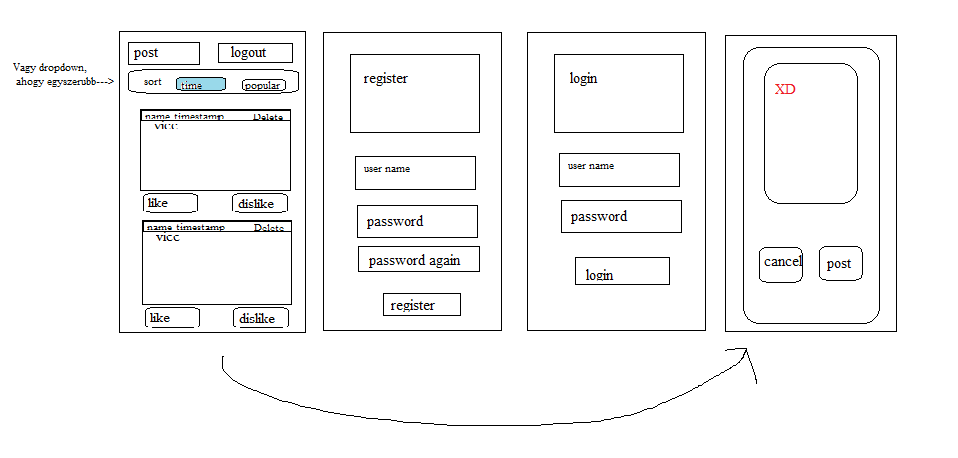 Vagy dropdown,
ahogy egyszerubb--->
post
logout
sort
time
popular
name timestamp
Delete
vicc
like
dislike
name timestamp
Delete
vicc
like
dislike
register
user name
password
password again
register
login
user name
password
login
XD
cancel
post